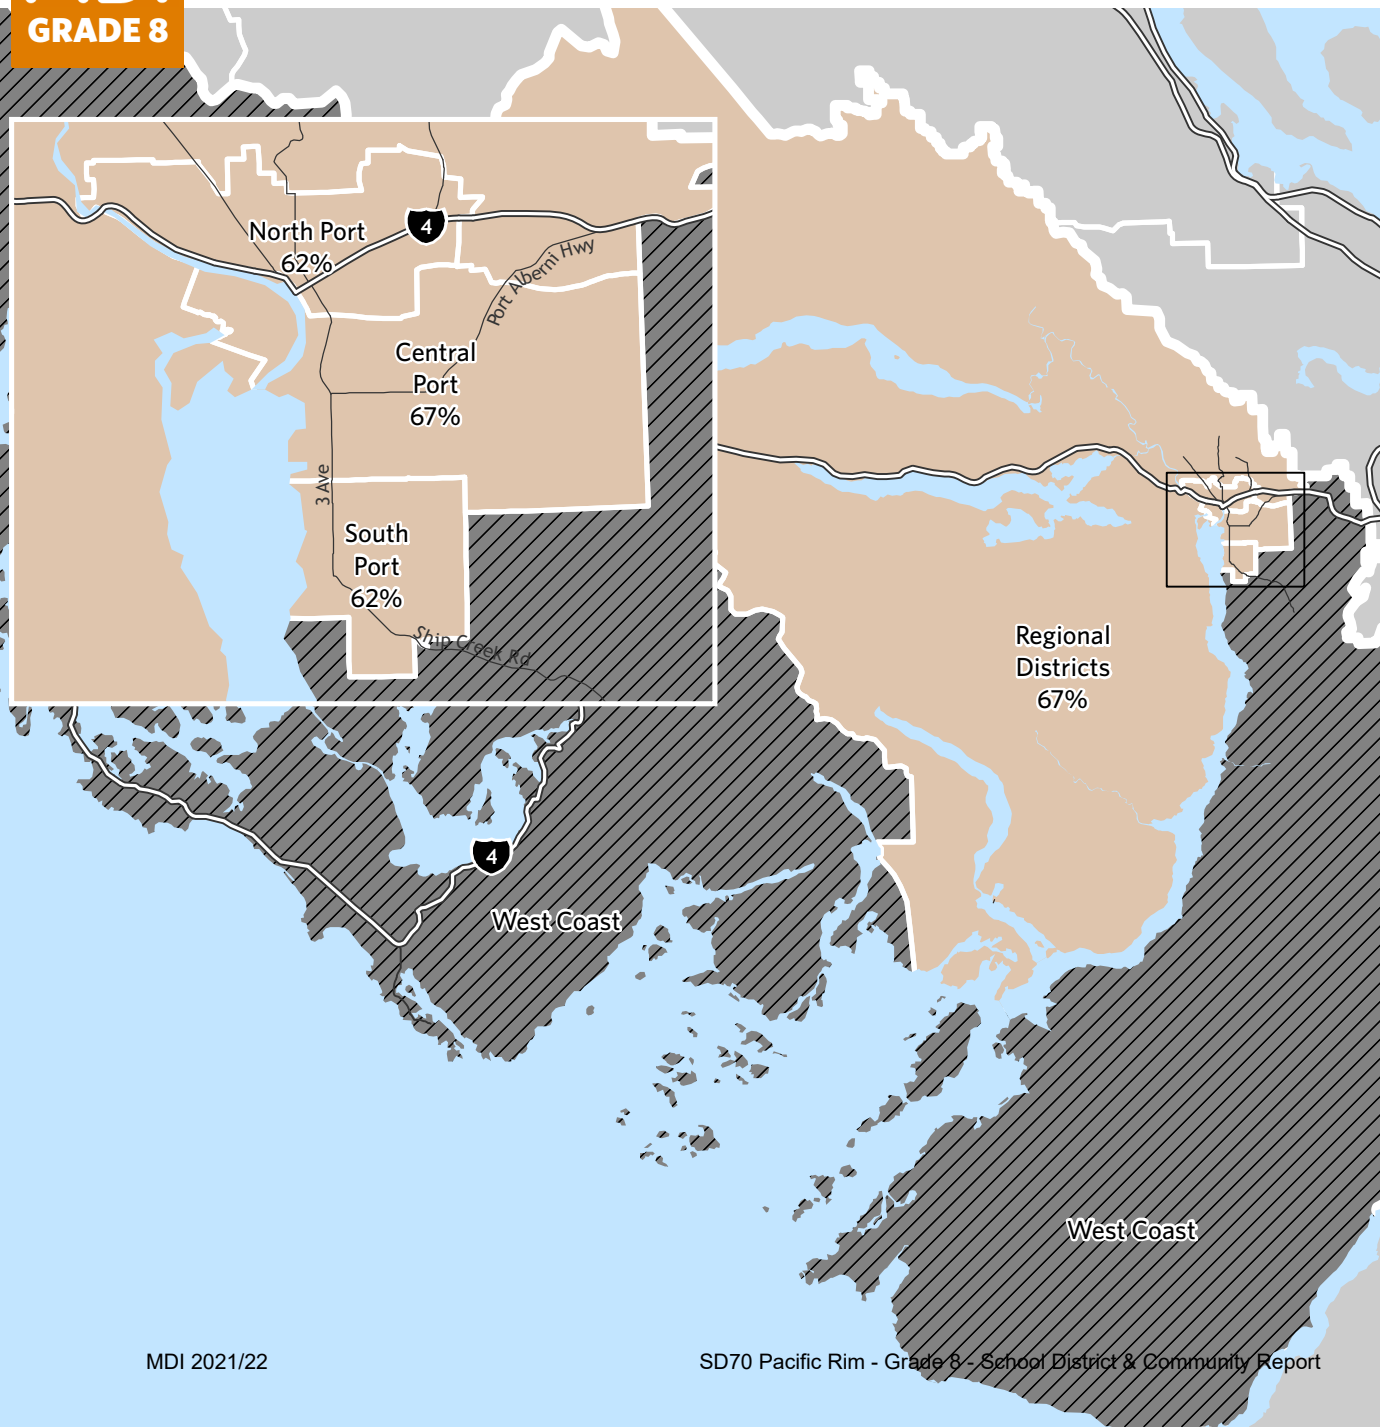 GRADE 8
North Port
62%
4
Port Alberni Hwy
Central
Port
67%
3 Ave
South
Port
62%
Ship Creek Rd
Regional
Districts
67%
4
West Coast
West Coast
MDI 2021/22
SD70 Pacific Rim - Grade 8 - School District & Community Report